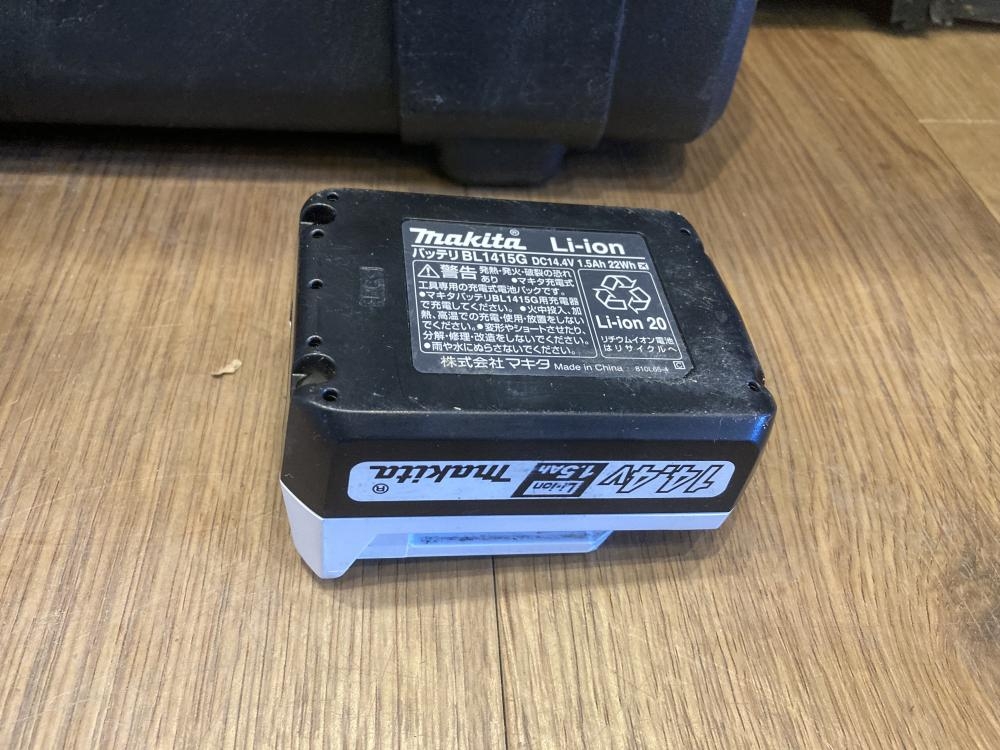 makita® Li-ion
バッテリ BL1415G DC14.4V 1.5Ah 22Wh
警告 発熱・発火・破裂の恐れ
あり ●マキタ充電式
工具専用の充電式電池パックです。
●マキタバッテリBL1415G用充電器
で充電してください。●火中投入、加
熱、高温での充電・使用・放置をしない
でください。●変形やショートさせたり、
分解・修理・改造をしないでください。
●雨や水にぬらさないでください。
Li-ion 20
リチウムイオン電池
はリサイクルへ
株式会社マキタ Made in China 810L65-4
14.4V Li-ion 1.5Ah makita®